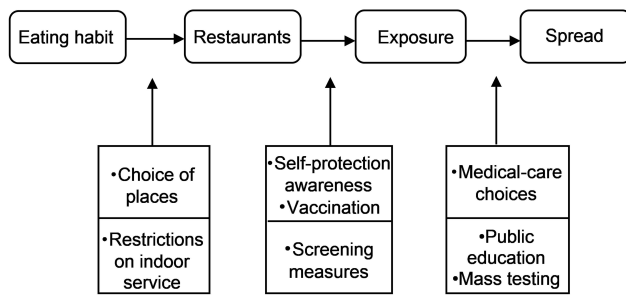 Eating habit
Restaurants
Exposure
Spread
•Choice of
places
•Restrictions
on indoor
service
•Self-protection
awareness
•Vaccination
•Screening
measures
•Medical-care
choices
•Public
education
•Mass testing